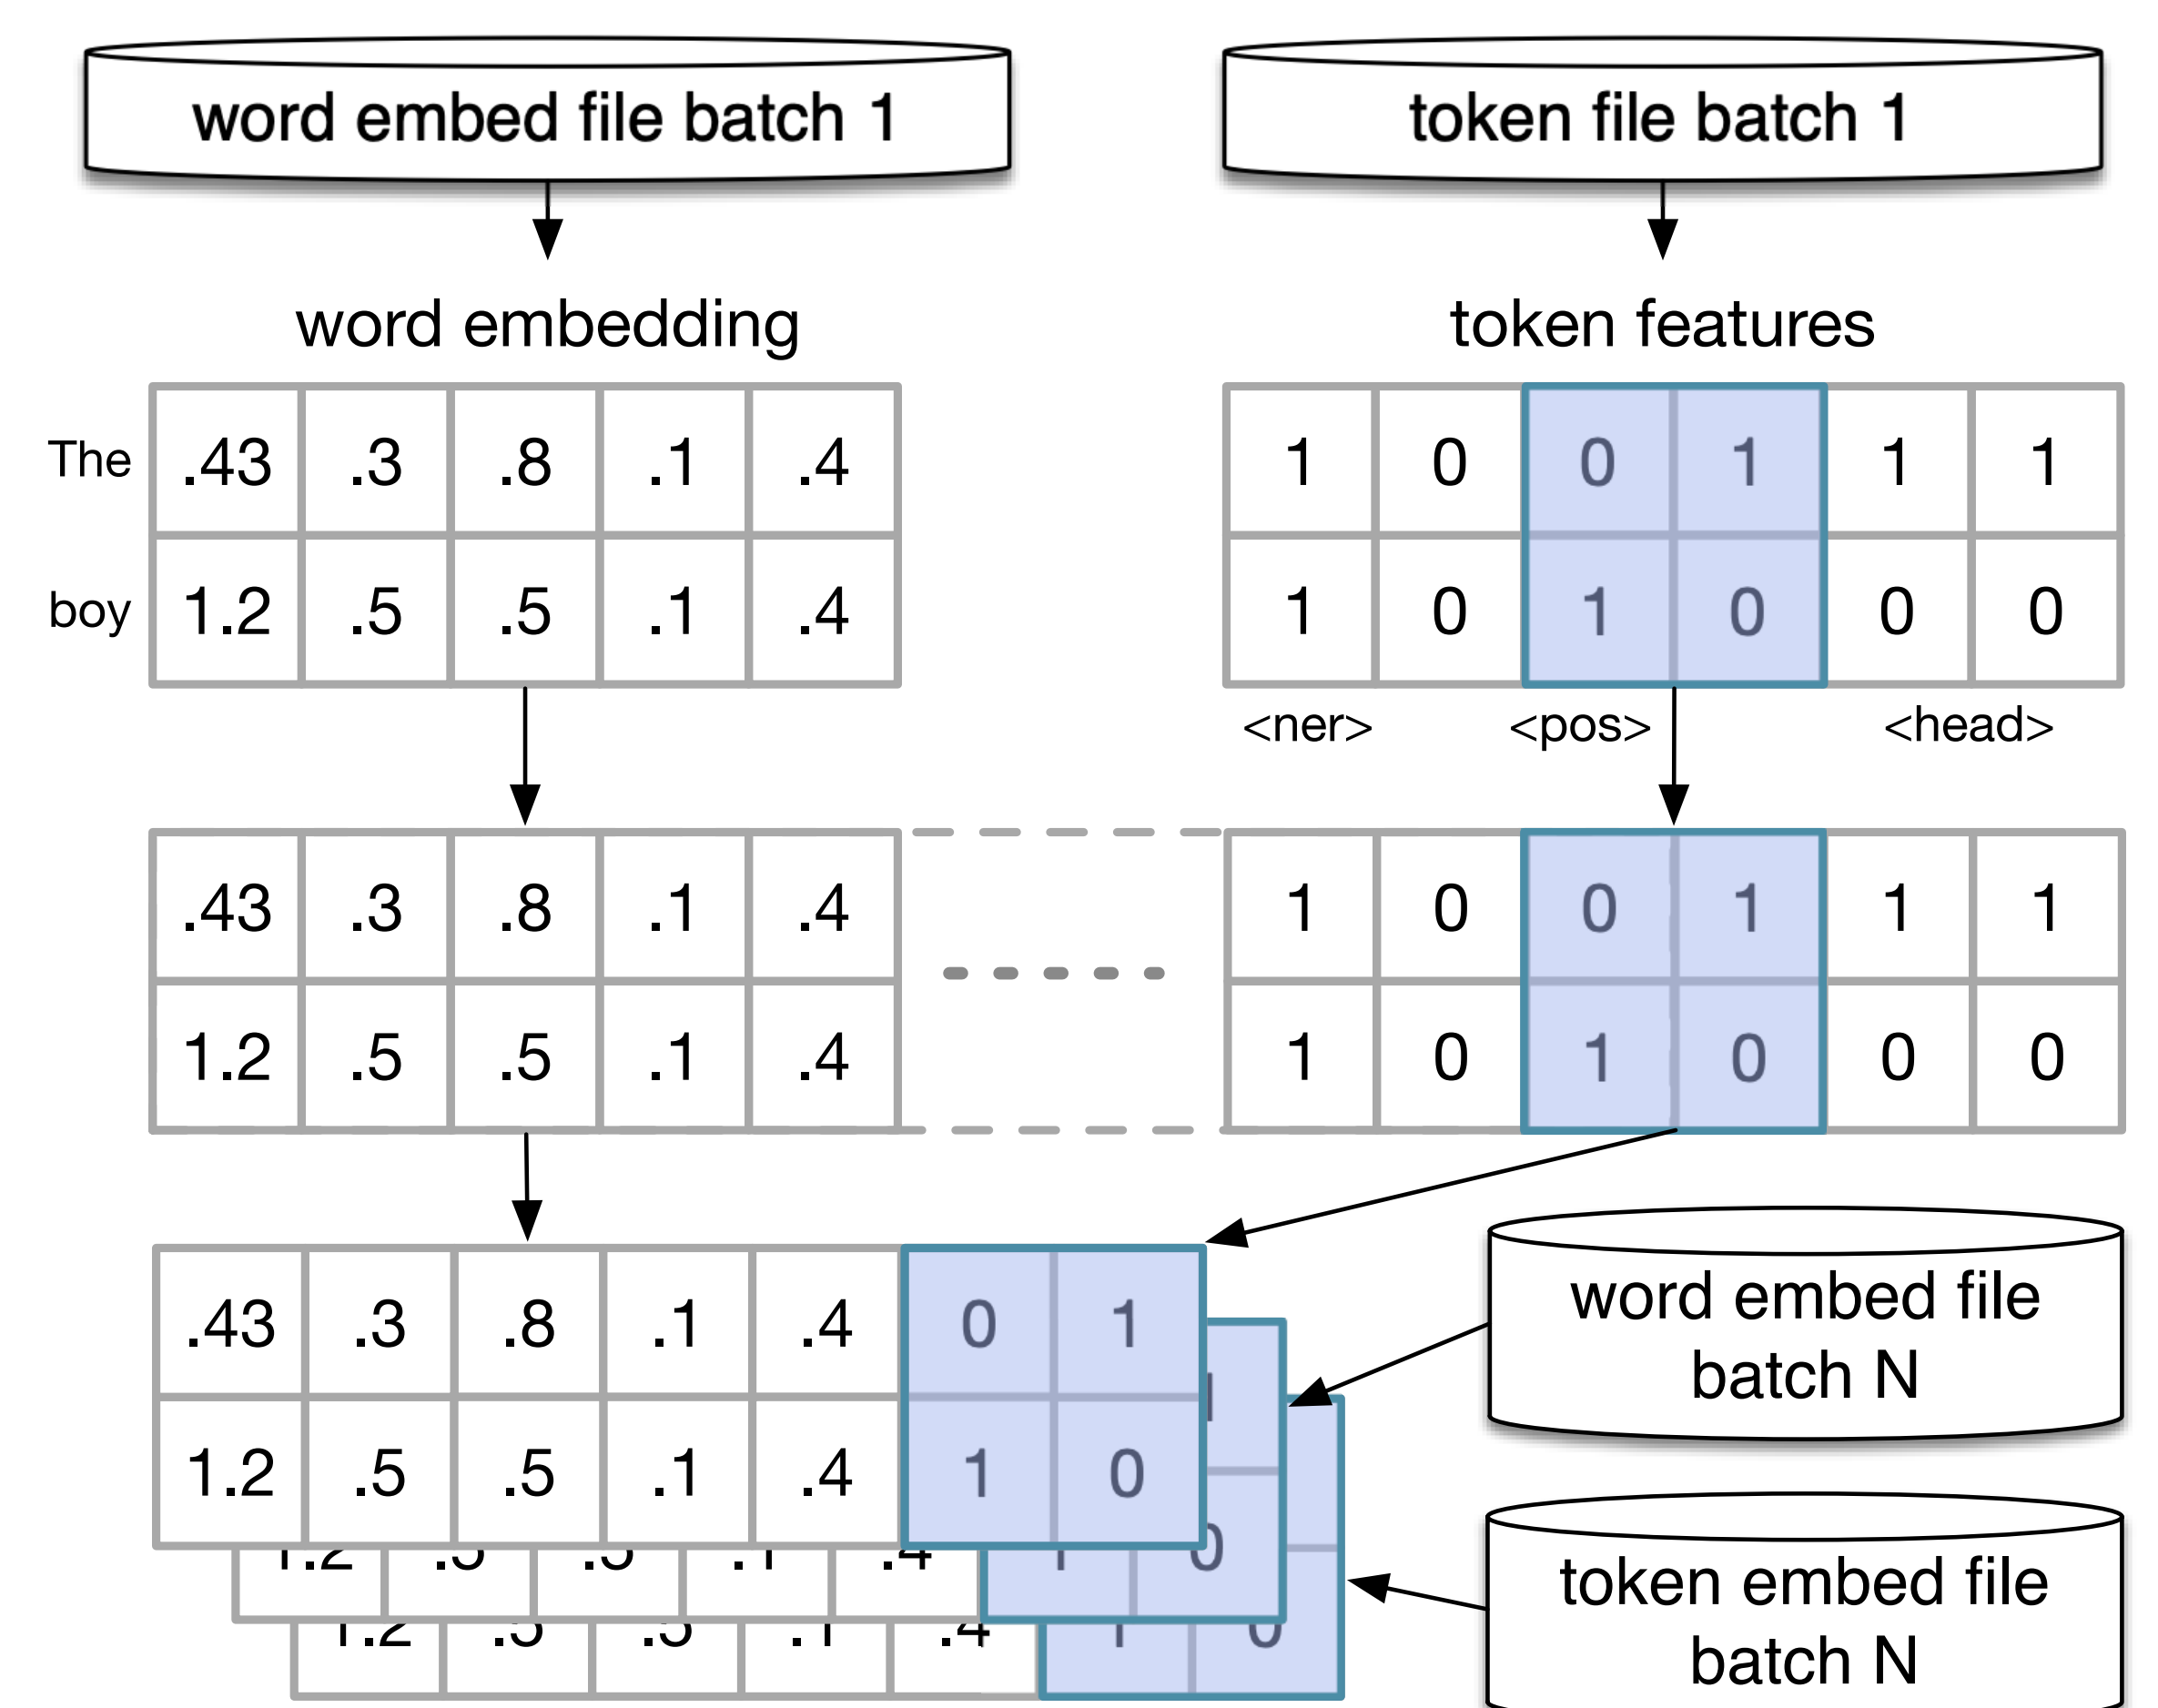 word embed file batch 1
token file batch 1
word embedding
token features
The .43 .3 .8 .1 .4
1 0 0 1 1 1
boy 1.2 .5 .5 .1 .4
1 0 1 0 0 0
<ner> <pos> <head>
.43 .3 .8 .1 .4
1 0 0 1 1 1
1.2 .5 .5 .1 .4
1 0 1 0 0 0
.43 .3 .8 .1 .4 0 1
1.2 .5 .5 .1 .4 1 0
word embed file
batch N
token embed file
batch N